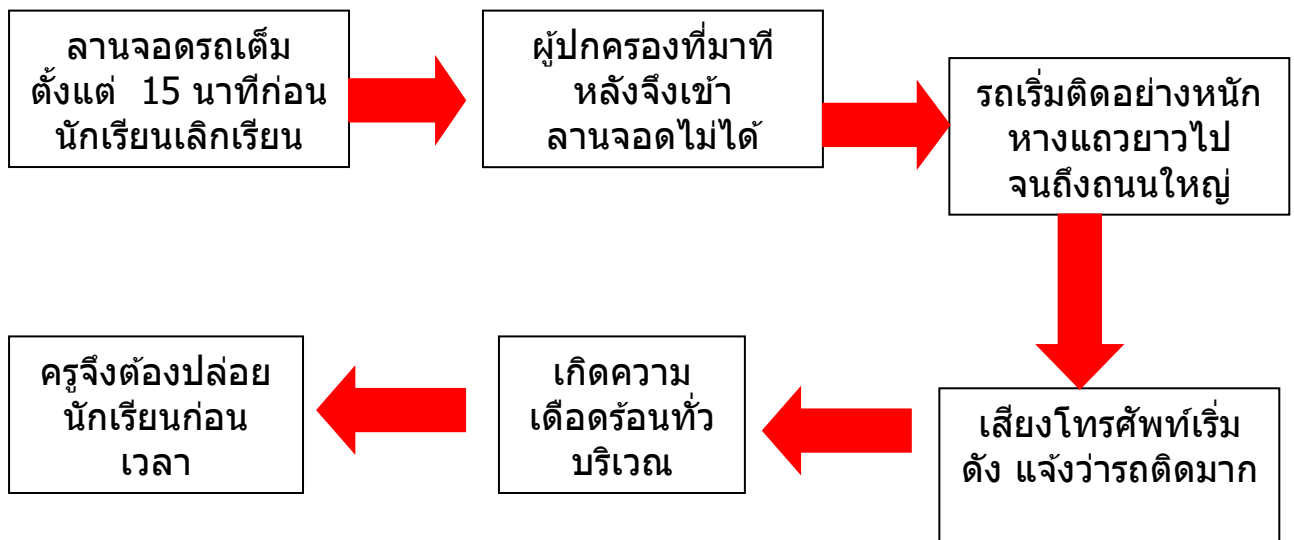 ลานจอดรถเต็ม
ตั้งแต่ 15 นาทีก่อน
นักเรียนเลิกเรียน
ผู้ปกครองที่มาที
หลังจึงเข้า
ลานจอดไม่ได้
รถเริ่มติดอย่างหนัก
หางแถวยาวไป
จนถึงถนนใหญ่
เสียงโทรศัพท์เริ่ม
ดัง แจ้งว่ารถติดมาก
เกิดความ
เดือดร้อนทั่ว
บริเวณ
ครูจึงต้องปล่อย
นักเรียนก่อน
เวลา